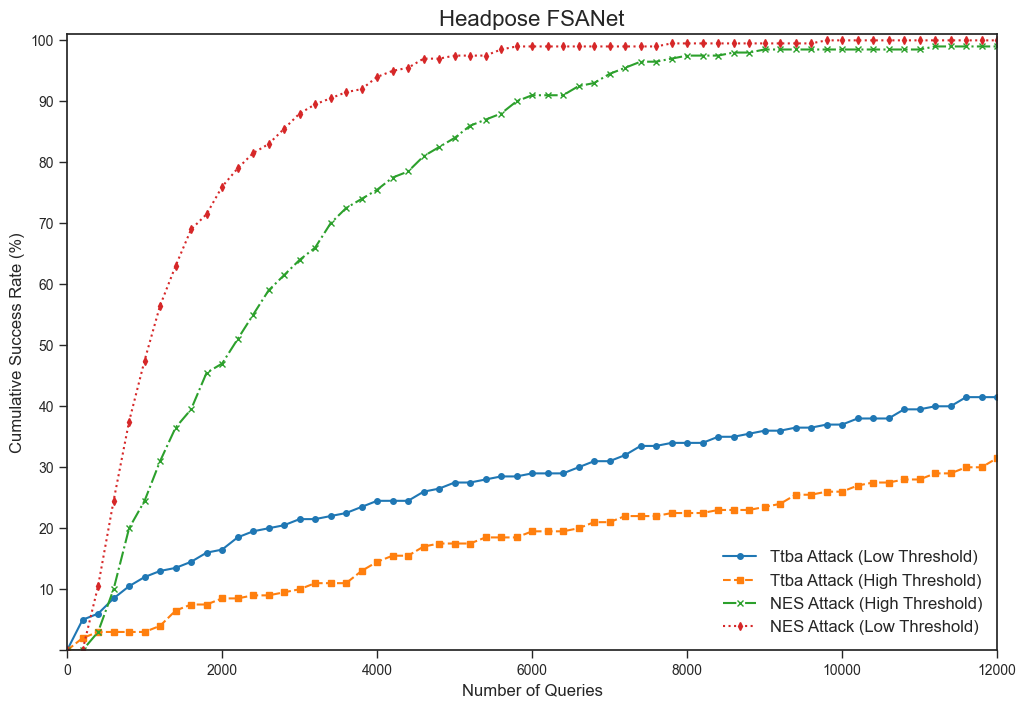 Headpose FSANet
100
90
80
70
60
50
40
30
20
10
Cumulative Success Rate (%)
0
2000
4000
6000
8000
10000
12000
Number of Queries
Ttba Attack (Low Threshold)
Ttba Attack (High Threshold)
NES Attack (High Threshold)
NES Attack (Low Threshold)